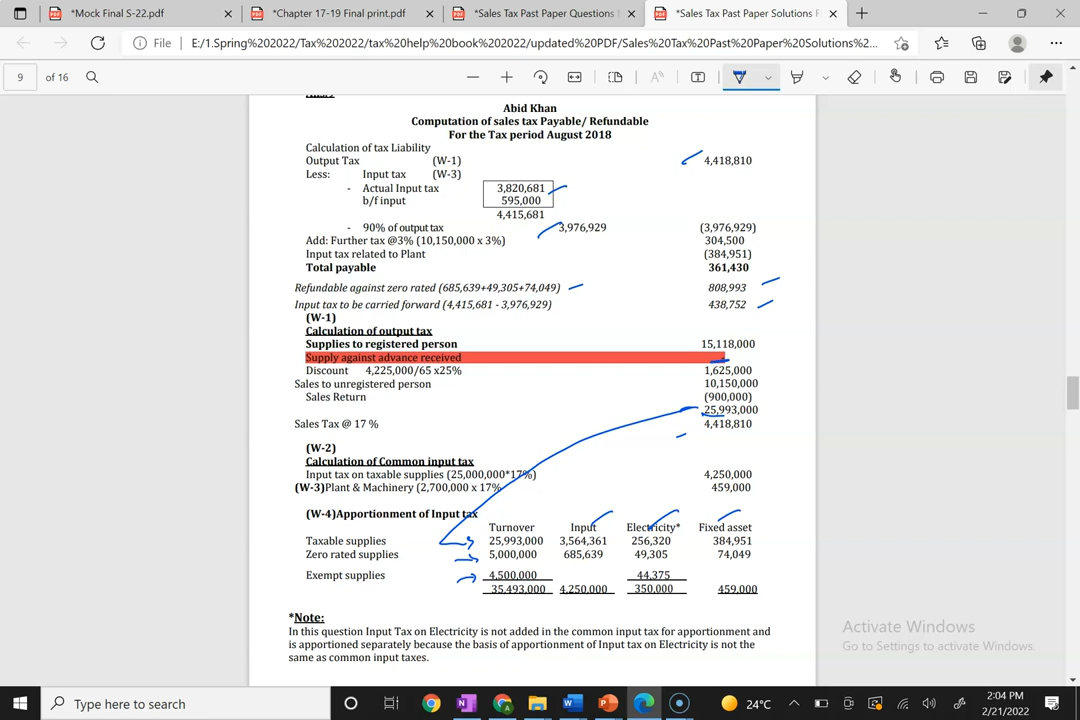 *Mock Final S-22.pdf
*Chapter 17-19 Final print.pdf
*Sales Tax Past Paper Questions
*Sales Tax Past Paper Solutions F
File
E:/1.Spring%202022/Tax%202022/tax%20help%20book%202022/updated%20PDF/Sales%20Tax%20Past%20Paper%20Solutions%2...
9 of 16
Abid Khan
Computation of sales tax Payable/ Refundable
For the Tax period August 2018
Calculation of tax Liability
Output Tax (W-1) 4,418,810
Less: Input tax (W-3)
- Actual Input tax 3,820,681
b/f input 595,000
4,415,681
- 90% of output tax 3,976,929 (3,976,929)
Add: Further tax @3% (10,150,000 x 3%) 304,500
Input tax related to Plant (384,951)
Total payable 361,430
Refundable against zero rated (685,639+49,305+74,049) 808,993
Input tax to be carried forward (4,415,681 - 3,976,929) 438,752
(W-1)
Calculation of output tax
Supplies to registered person 15,118,000
Supply against advance received -
Discount 4,225,000/65 x25% 1,625,000
Sales to unregistered person 10,150,000
Sales Return (900,000)
25,993,000
Sales Tax @ 17 % 4,418,810
(W-2)
Calculation of Common input tax
Input tax on taxable supplies (25,000,000*17%) 4,250,000
(W-3)Plant & Machinery (2,700,000 x 17% 459,000
(W-4)Apportionment of Input tax
Turnover Input Electricity* Fixed asset
Taxable supplies 25,993,000 3,564,361 256,320 384,951
Zero rated supplies 5,000,000 685,639 49,305 74,049
Exempt supplies 4,500,000 44,375
35,493,000 4,250,000 350,000 459,000
*Note:
In this question Input Tax on Electricity is not added in the common input tax for apportionment and
is apportioned separately because the basis of apportionment of Input tax on Electricity is not the
same as common input taxes.
Activate Windows
Go to Settings to activate Windows.
Type here to search
24°C
2:04 PM
2/21/2022